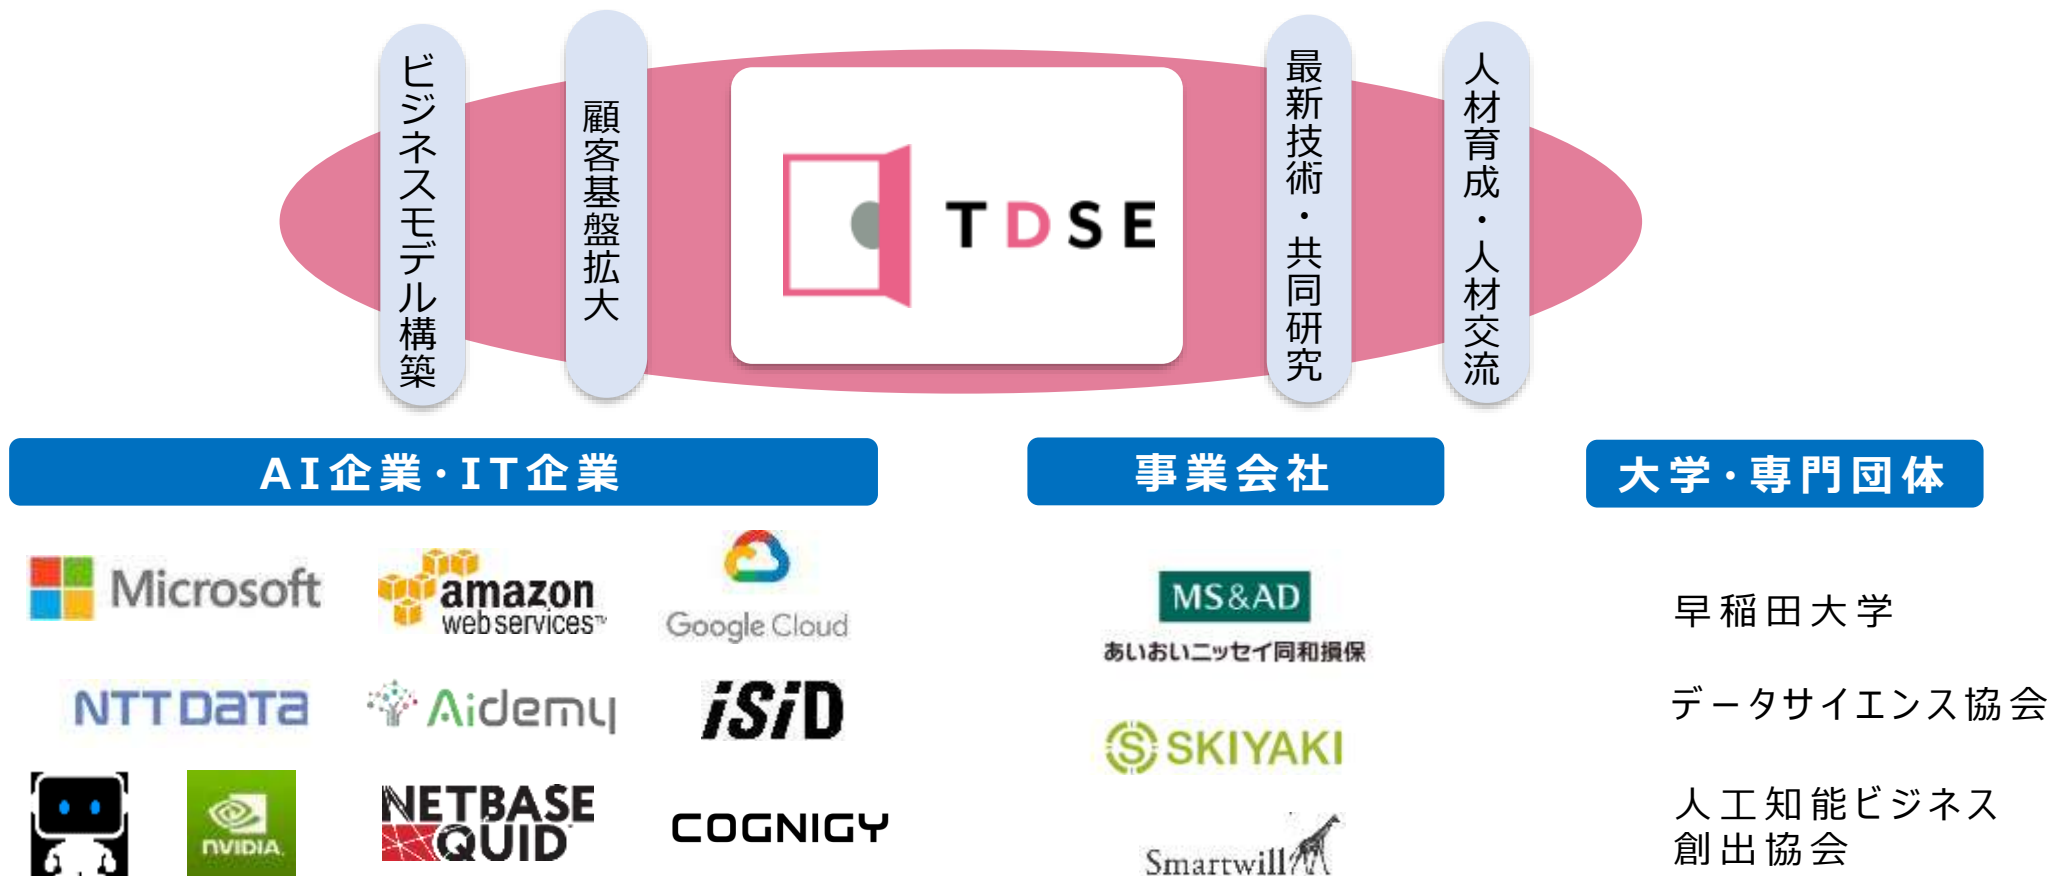 ビジネスモデル構築
顧客基盤拡大
TDSE
最新技術・共同研究
人材育成・人材交流
AI企業・IT企業
事業会社
大学・専門団体
Microsoft
amazon
web services™
Google Cloud
NTT DATA
Aidemy
iSiD
NVIDIA.
NETBASE
QUID
COGNIGY
MS&AD
あいおいニッセイ同和損保
SKIYAKI
Smartwill
早稲田大学
データサイエンス協会
人工知能ビジネス
創出協会